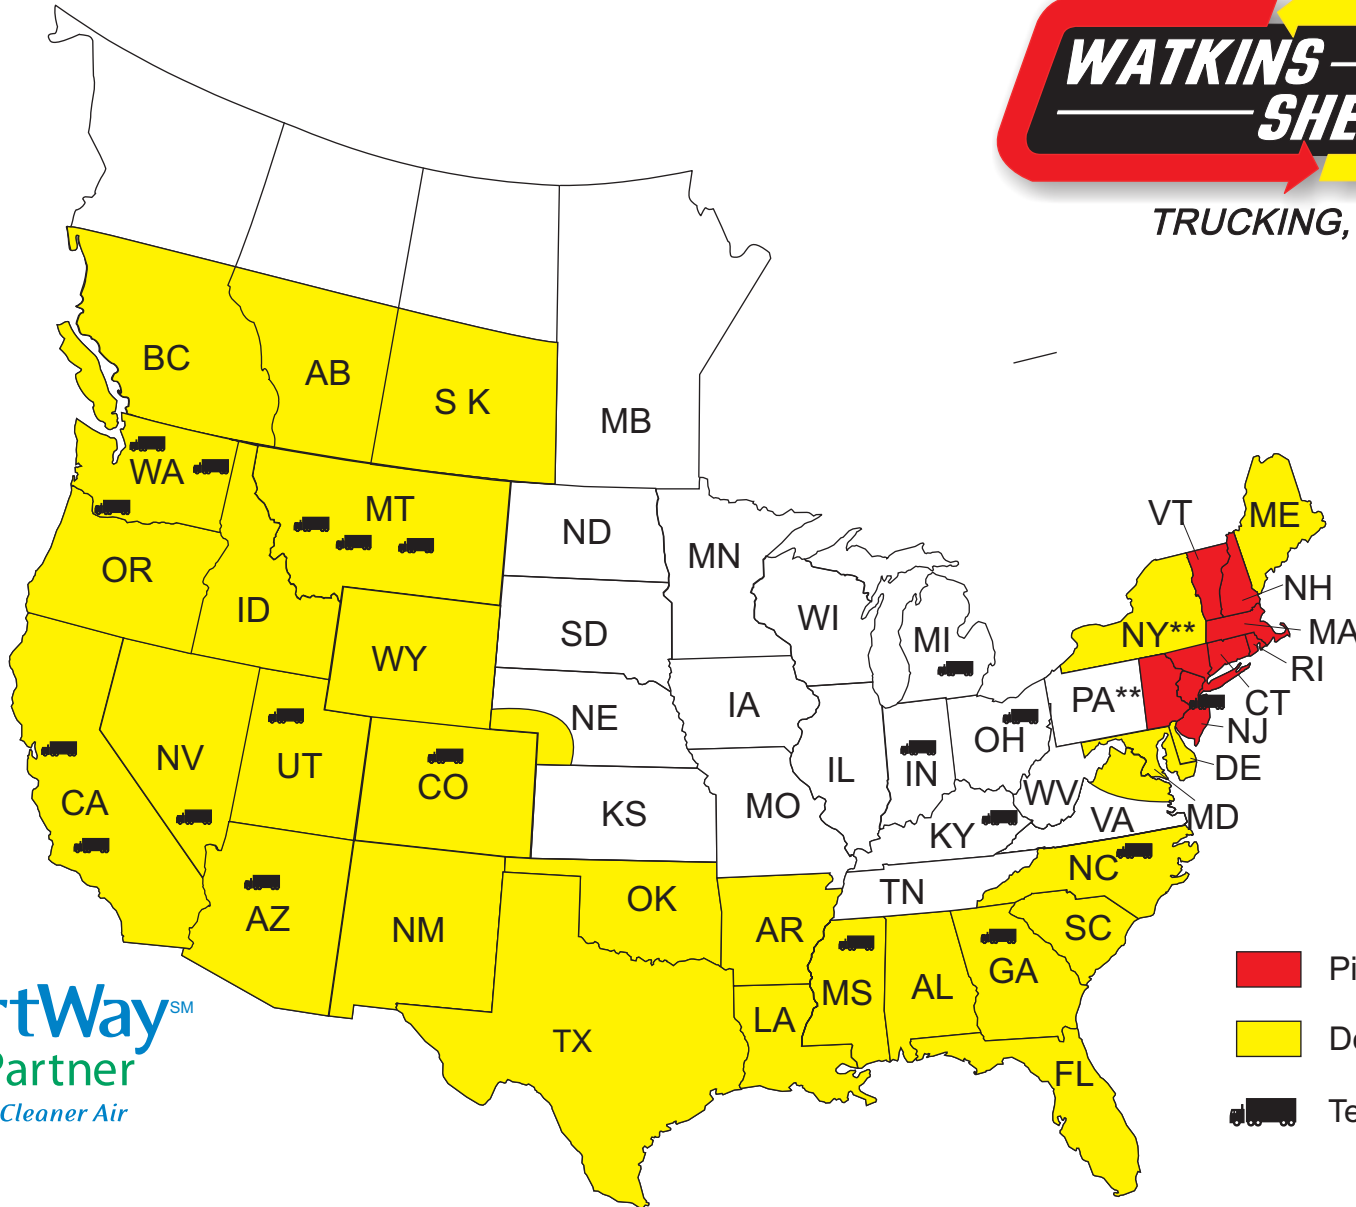 WATKINS
SHE
TRUCKING,
BC
AB
S K
MB
WA
MT
ND
MN
VT
ME
OR
ID
SD
WI
MI
NH
NY**
MA
WY
NE
IA
PA**
RI
CT
NJ
NV
UT
CO
IL
IN
OH
DE
CA
KS
MO
KY
WV
VA
MD
AZ
NM
OK
AR
TN
NC
SC
MS
AL
GA
LA
TX
FL
rtWay SM
Partner
Cleaner Air
Pi
De
Te